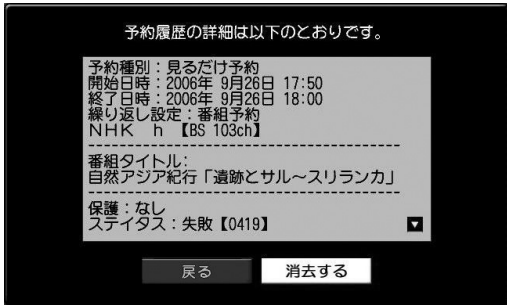 予約履歴の詳細は以下のとおりです。
予約種別：見るだけ予約
開始日時：2006年 9月26日 17:50
終了日時：2006年 9月26日 18:00
繰り返し設定：番組予約
NHK h 【BS 103ch】
番組タイトル：
自然アジア紀行「遺跡とサル～スリランカ」
保護：なし
ステイタス：失敗【0419】
戻る 消去する